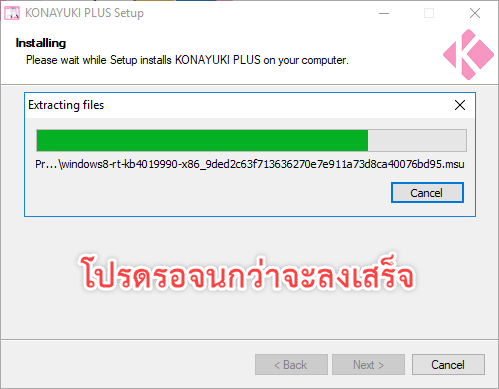 KONAYUKI PLUS Setup
Installing
Please wait while Setup installs KONAYUKI PLUS on your computer.
Extracting files
Pr...\windows8-rt-kb4019990-x86_9ded2c63f713636270e7e911a73d8ca40076bd95.msu
Cancel
โปรดรอจนกว่าจะลงเสร็จ
< Back Next > Cancel